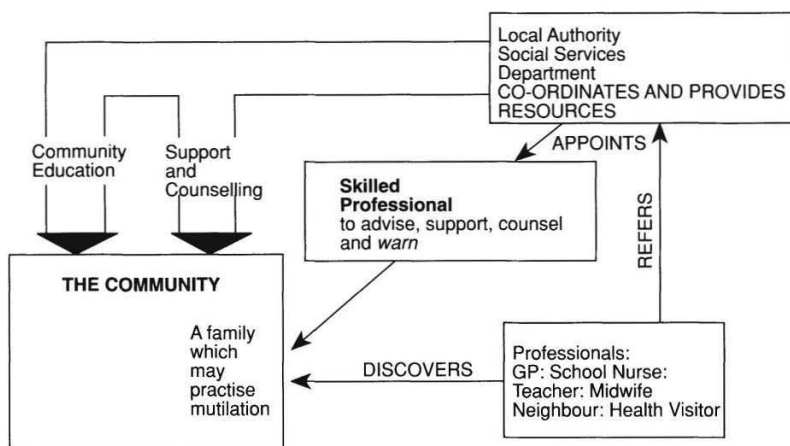 Local Authority
Social Services
Department
CO-ORDINATES AND PROVIDES
RESOURCES
APPOINTS
Community
Education
Support
and
Counselling
Skilled
Professional
to advise, support, counsel
and warn
REFERS
THE COMMUNITY
A family
which
may
practise
mutilation
DISCOVERS
Professionals:
GP: School Nurse:
Teacher: Midwife
Neighbour: Health Visitor